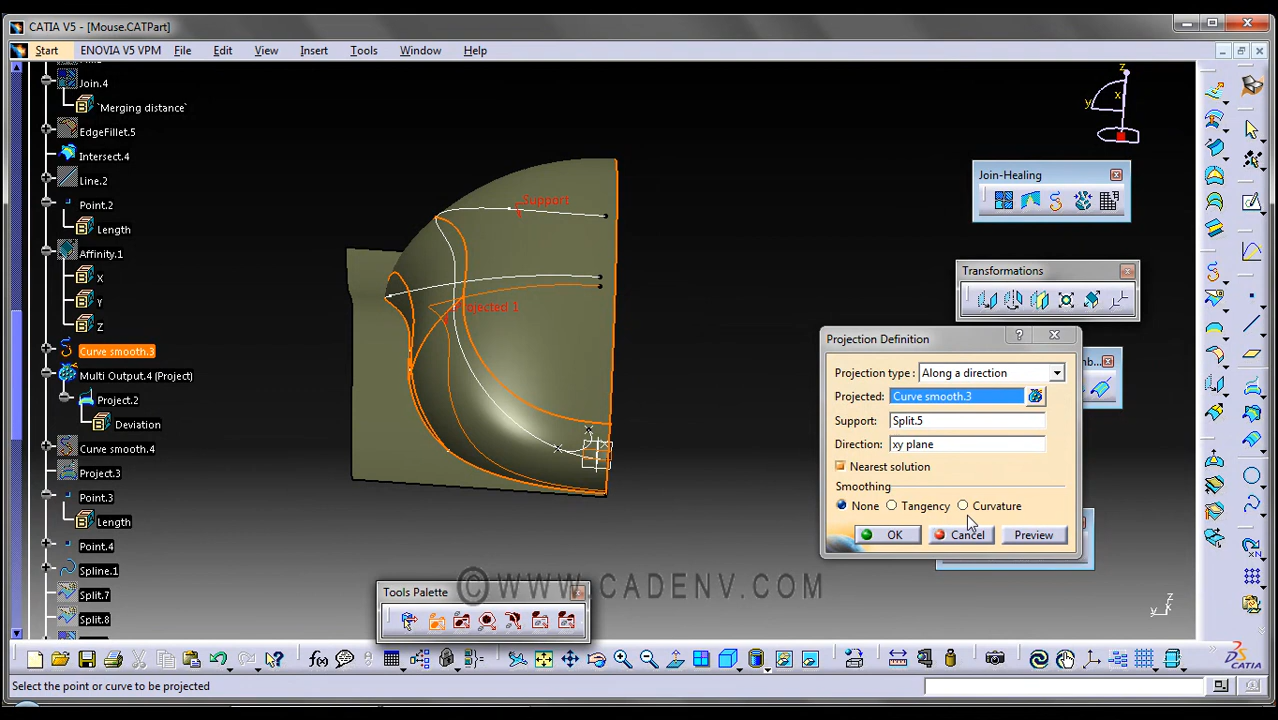 CATIA V5 - [Mouse.CATPart]
Start
ENOVIA V5 VPM
File
Edit
View
Insert
Tools
Window
Help
Join.4
`Merging distance`
EdgeFillet.5
Intersect.4
Line.2
Point.2
Length
Affinity.1
X
Y
Z
Curve smooth.3
Multi Output.4 (Project)
Project.2
Deviation
Curve smooth.4
Project.3
Point.3
Length
Point.4
Spline.1
Split.7
Split.8
Support
Projected 1
z
x
y
Join-Healing
Transformations
Projection Definition
Projection type : Along a direction
Projected: Curve smooth.3
Support: Split.5
Direction: xy plane
Nearest solution
Smoothing
None Tangency Curvature
OK Cancel Preview
©WWW.CADENV.COM
Tools Palette
z
y x
f(x)
CATIA
Select the point or curve to be projected